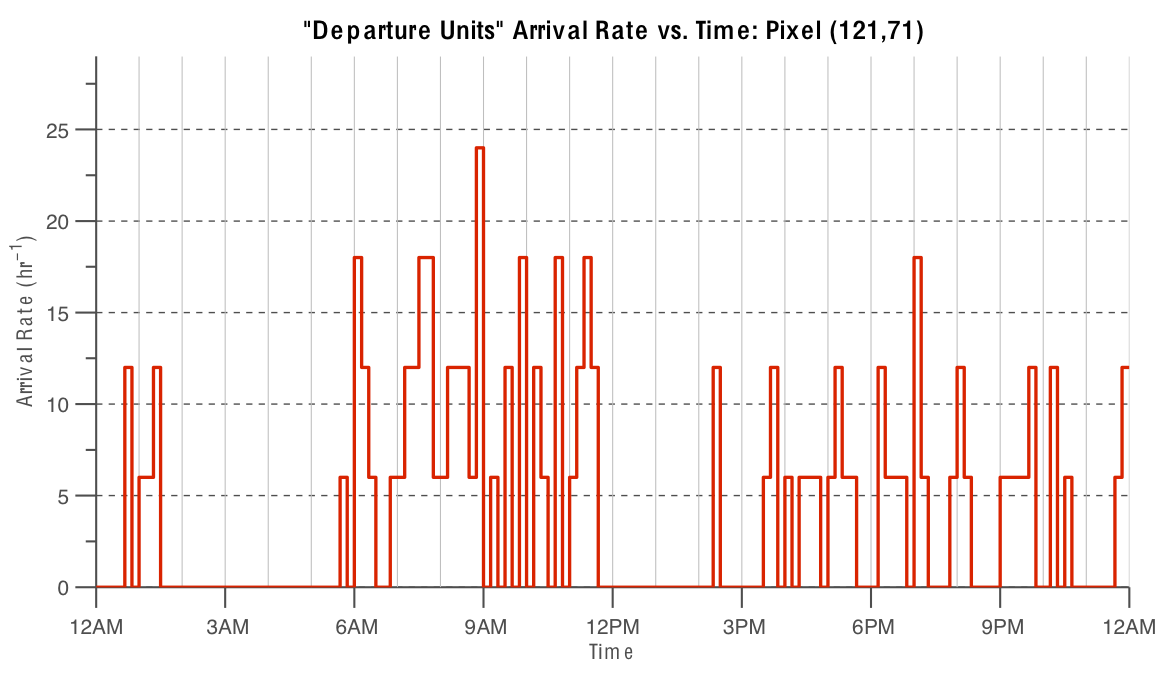 "Departure Units" Arrival Rate vs. Time: Pixel (121,71)
Arrival Rate (hr⁻¹)
25
20
15
10
5
0
12AM 3AM 6AM 9AM 12PM 3PM 6PM 9PM 12AM
Time